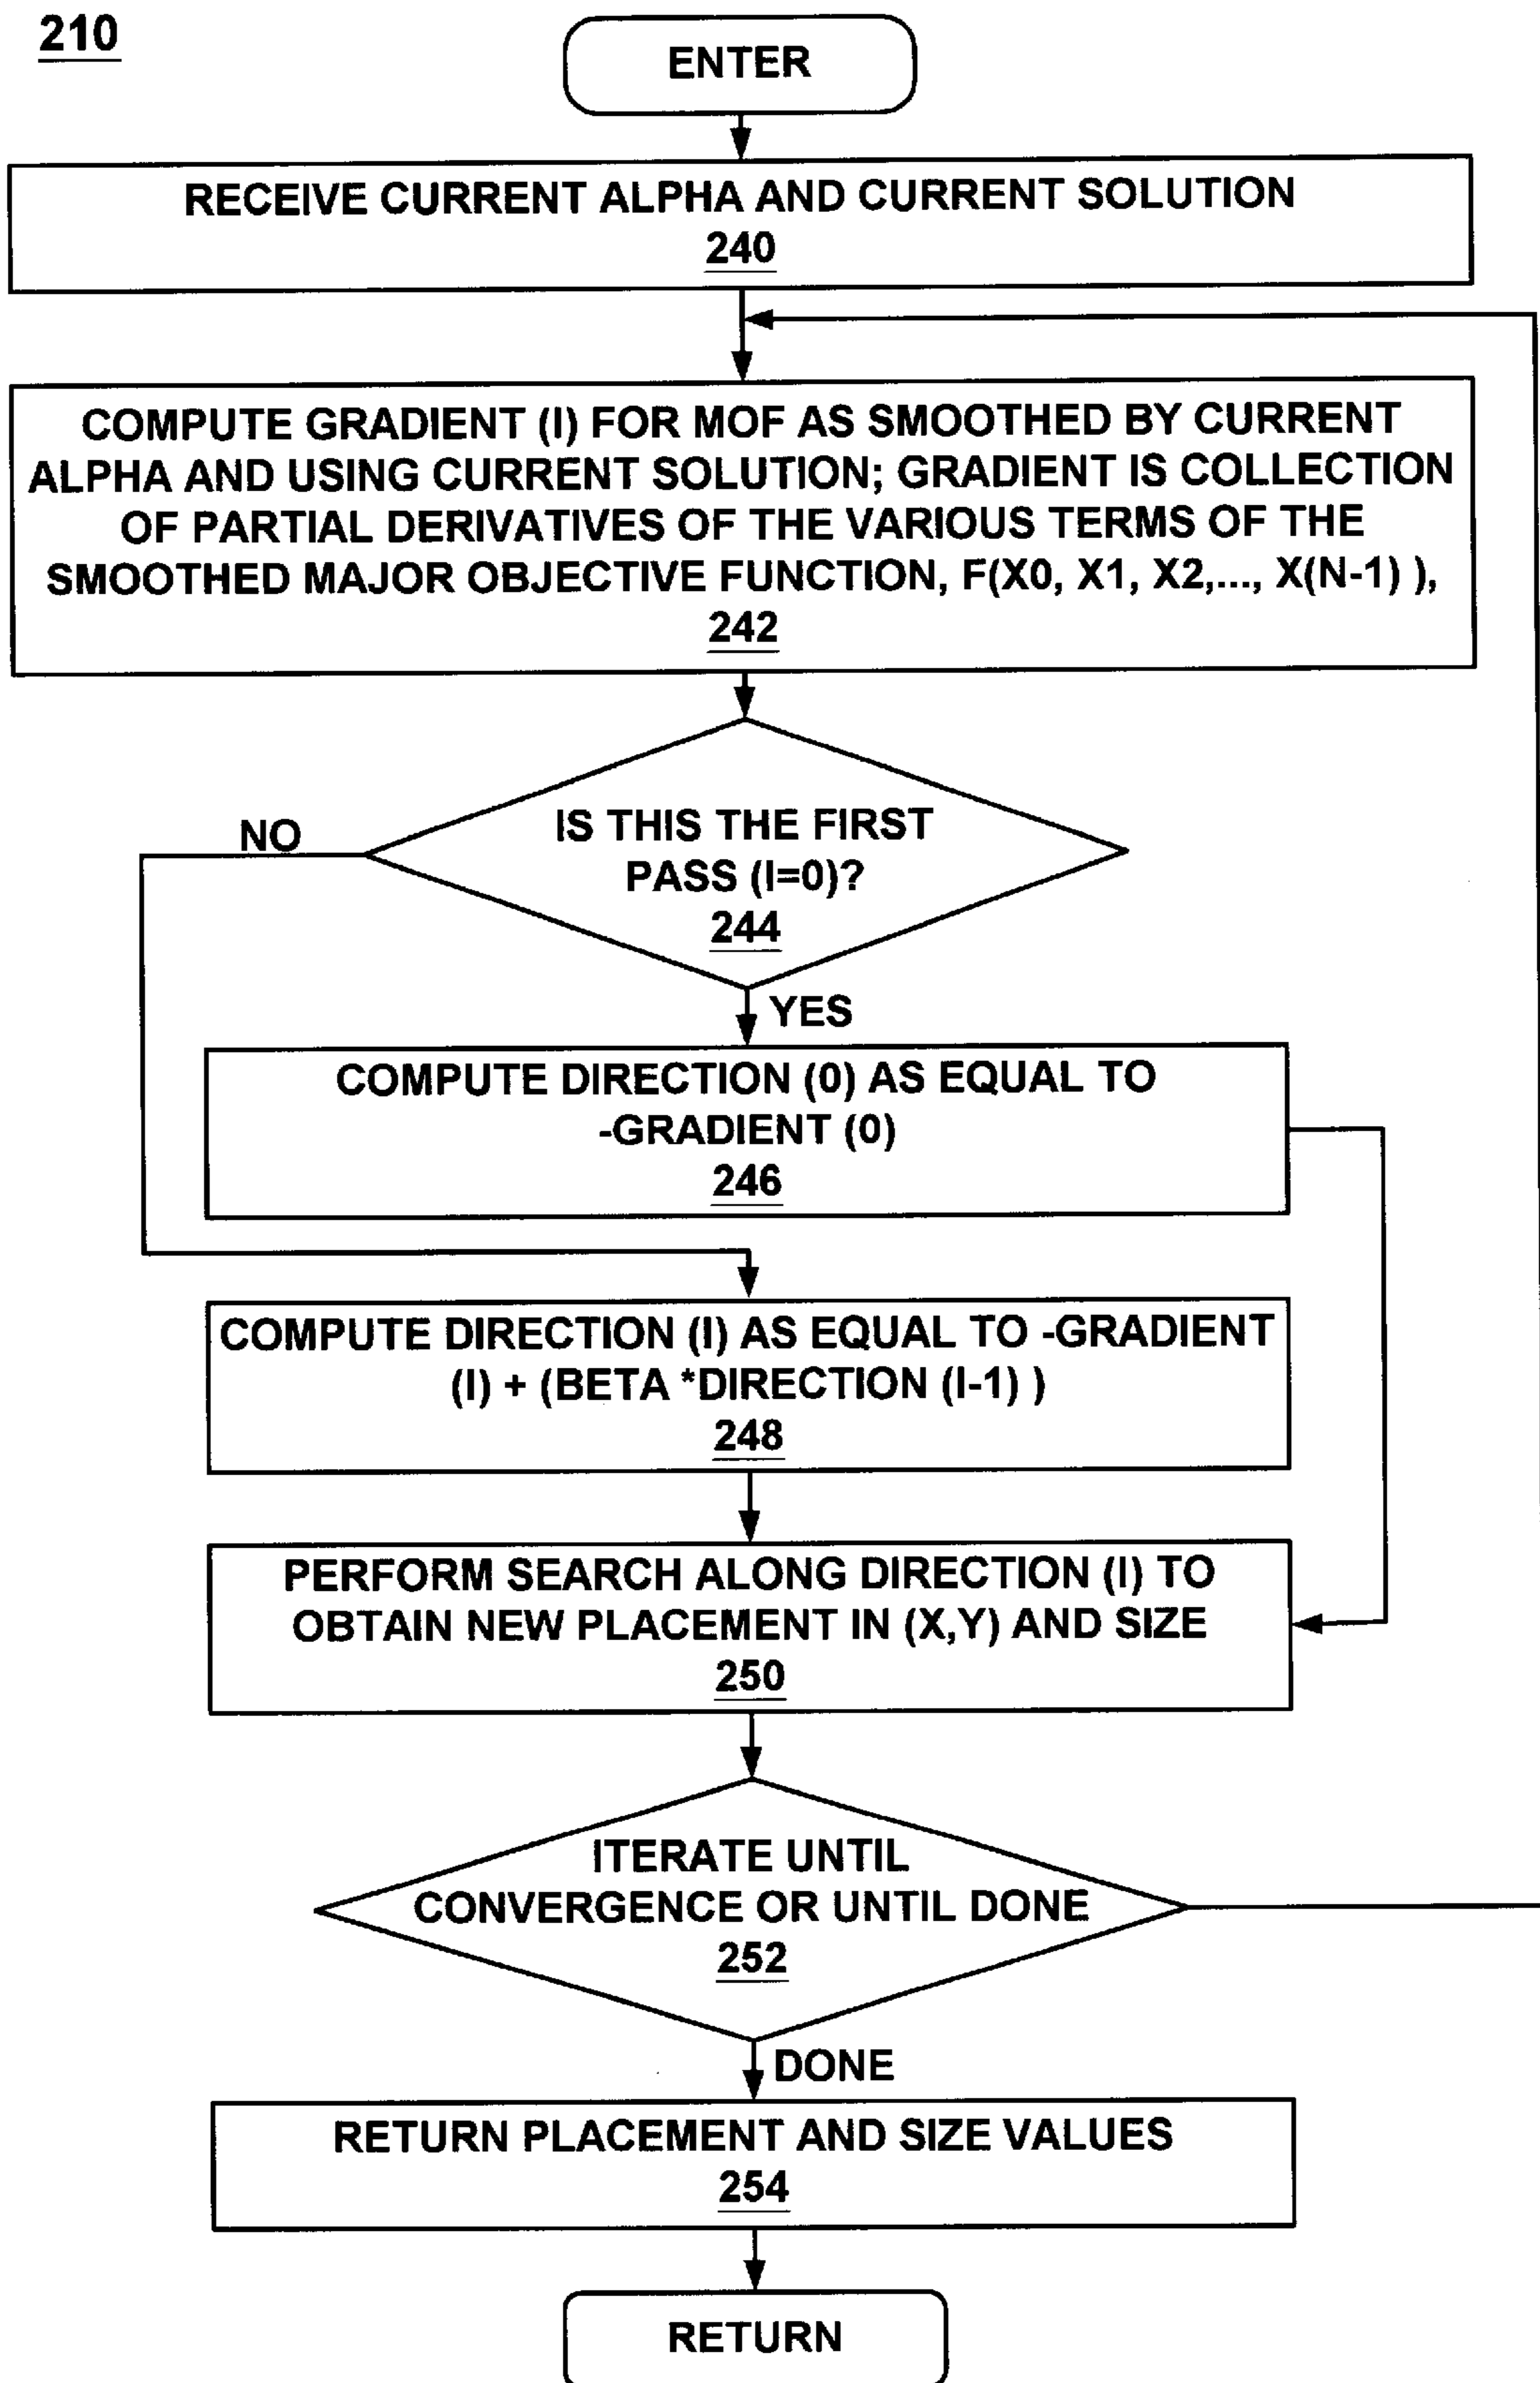 210
ENTER
RECEIVE CURRENT ALPHA AND CURRENT SOLUTION
240
COMPUTE GRADIENT (I) FOR MOF AS SMOOTHED BY CURRENT
ALPHA AND USING CURRENT SOLUTION; GRADIENT IS COLLECTION
OF PARTIAL DERIVATIVES OF THE VARIOUS TERMS OF THE
SMOOTHED MAJOR OBJECTIVE FUNCTION, F(X0, X1, X2,..., X(N-1) ),
242
NO
IS THIS THE FIRST
PASS (I=0)?
244
YES
COMPUTE DIRECTION (0) AS EQUAL TO
-GRADIENT (0)
246
COMPUTE DIRECTION (I) AS EQUAL TO -GRADIENT
(I) + (BETA *DIRECTION (I-1) )
248
PERFORM SEARCH ALONG DIRECTION (I) TO
OBTAIN NEW PLACEMENT IN (X,Y) AND SIZE
250
ITERATE UNTIL
CONVERGENCE OR UNTIL DONE
252
DONE
RETURN PLACEMENT AND SIZE VALUES
254
RETURN